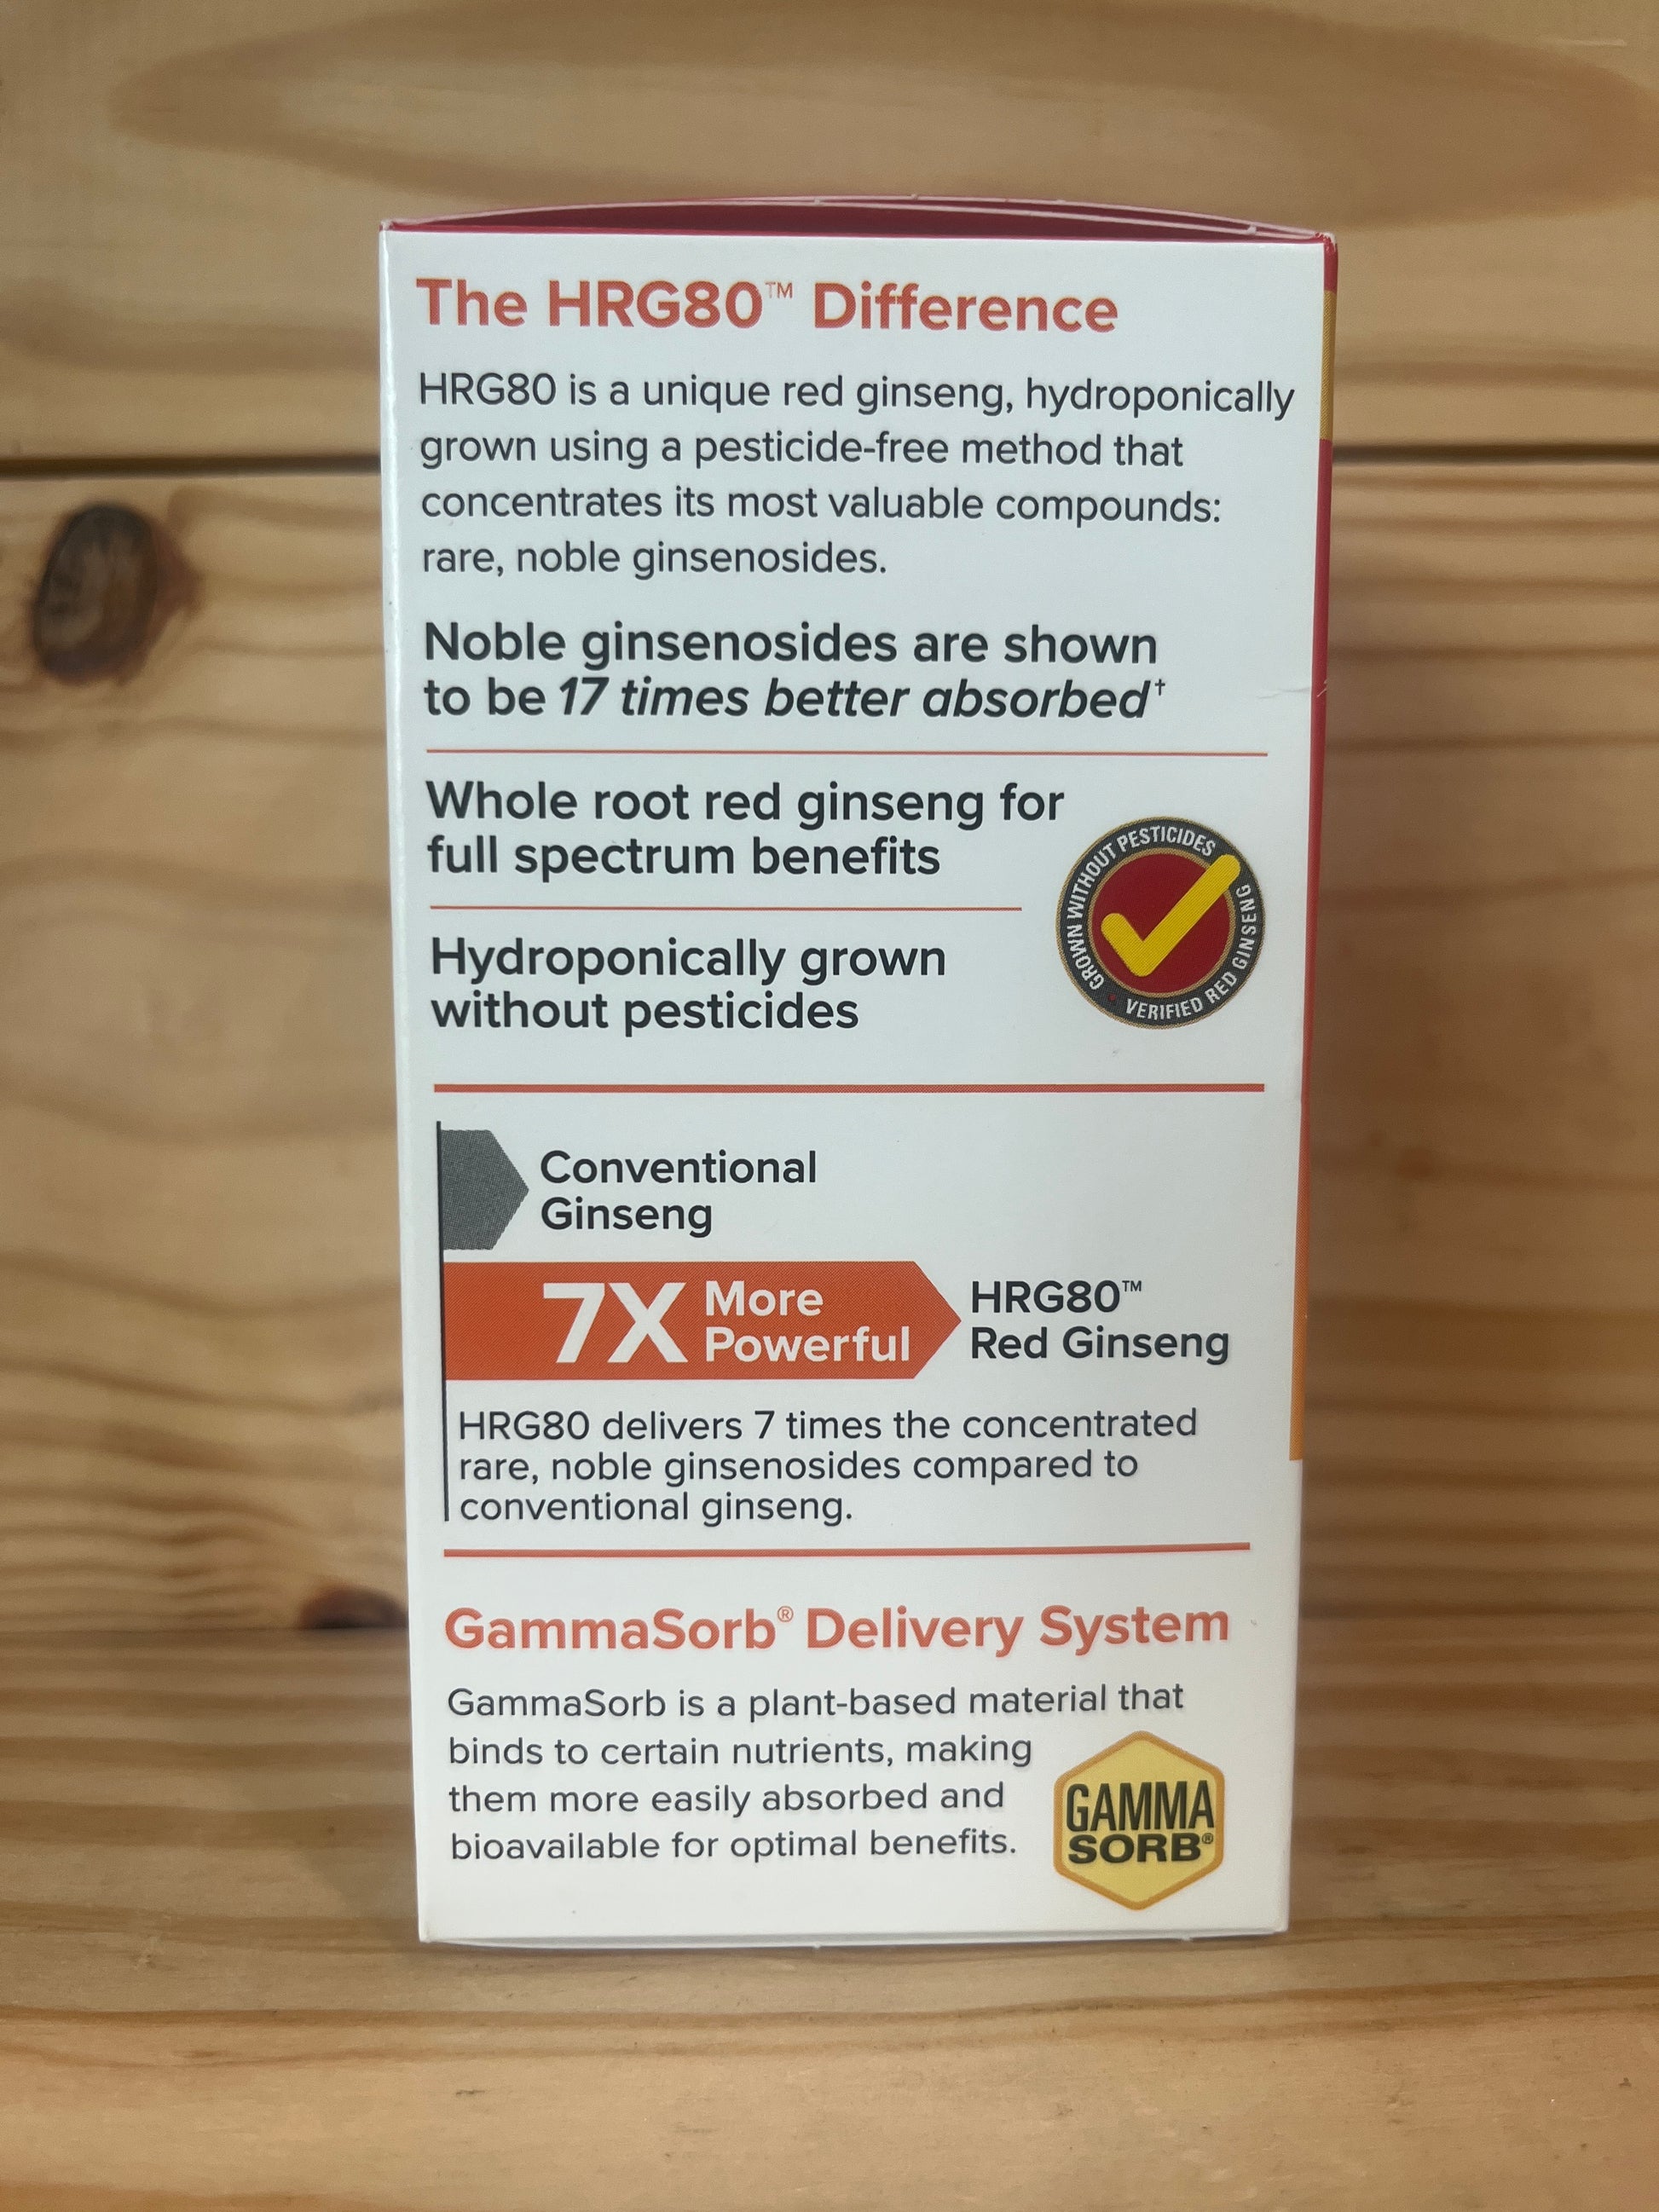 The HRG80™ Difference
HRG80 is a unique red ginseng, hydroponically
grown using a pesticide-free method that
concentrates its most valuable compounds:
rare, noble ginsenosides.
Noble ginsenosides are shown
to be 17 times better absorbed†
Whole root red ginseng for
full spectrum benefits
GROWN WITHOUT PESTICIDES
• VERIFIED RED GINSENG
Hydroponically grown
without pesticides
Conventional
Ginseng
7X More
Powerful
HRG80™
Red Ginseng
HRG80 delivers 7 times the concentrated
rare, noble ginsenosides compared to
conventional ginseng.
GammaSorb® Delivery System
GammaSorb is a plant-based material that
binds to certain nutrients, making
them more easily absorbed and
bioavailable for optimal benefits.
GAMMA
SORB®